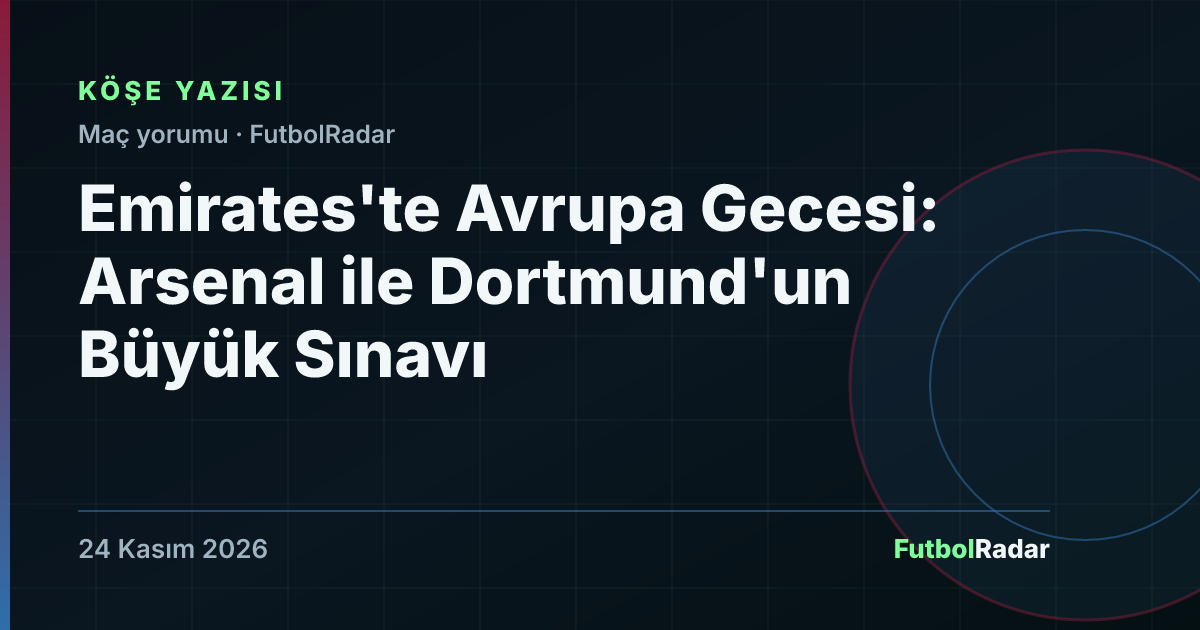 KÖŞE YAZISI
Maç yorumu · FutbolRadar
Emirates'te Avrupa Gecesi:
Arsenal ile Dortmund'un
Büyük Sınavı
24 Kasım 2026
FutbolRadar